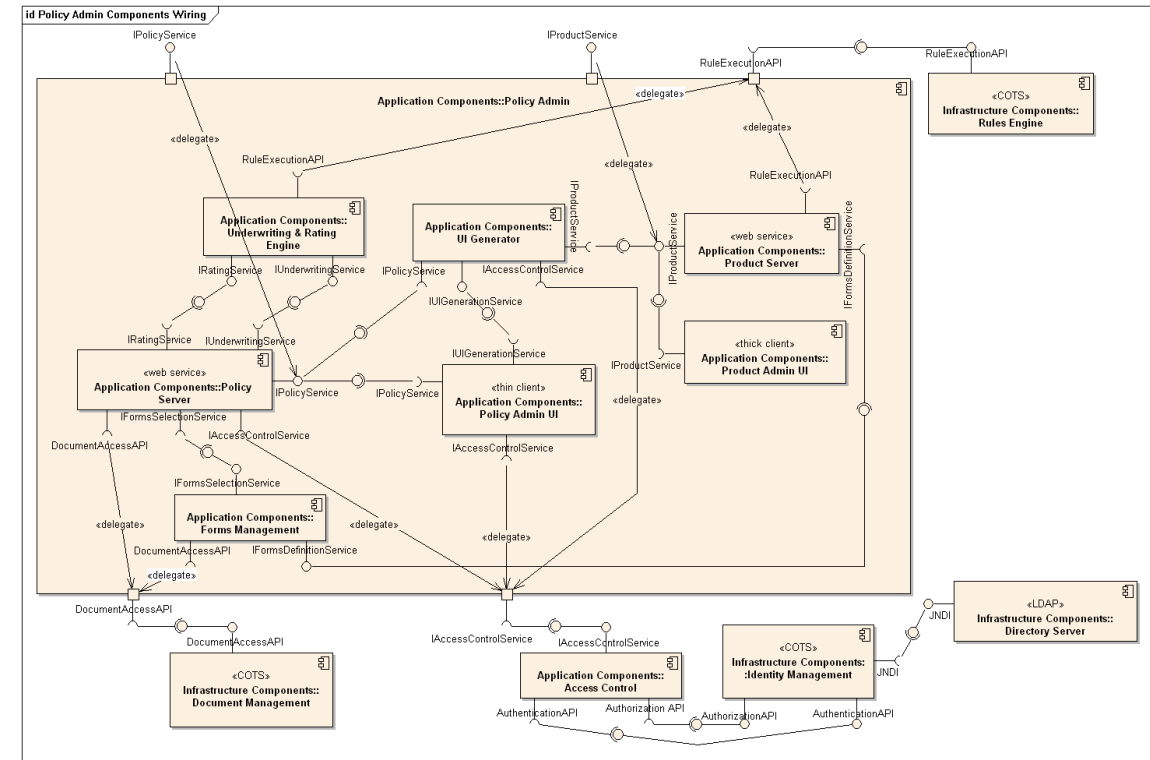 id Policy Admin Components Wiring
IPolicyService
IProductService
RuleExecutionAPI
RuleExecutionAPI
«COTS»
Infrastructure Components::
Rules Engine
Application Components::Policy Admin
«delegate»
«delegate»
«delegate»
«delegate»
RuleExecutionAPI
RuleExecutionAPI
Application Components::
Underwriting & Rating
Engine
Application Components::
UI Generator
IProductService
IProductService
«web service»
Application Components::
Product Server
IFormsDefinitionService
IRatingService
IUnderwritingService
IPolicyService
IAccessControlService
IUIGenerationService
IRatingService
IUnderwritingService
IUIGenerationService
IProductService
«thick client»
Application Components::
Product Admin UI
«web service»
Application Components::Policy
Server
IPolicyService
IPolicyService
«thin client»
Application Components::
Policy Admin UI
«delegate»
IFormsSelectionService
IAccessControlService
DocumentAccessAPI
IAccessControlService
IFormsSelectionService
Application Components::
Forms Management
«delegate»
«delegate»
«delegate»
DocumentAccessAPI
IFormsDefinitionService
«delegate»
DocumentAccessAPI
DocumentAccessAPI
«COTS»
Infrastructure Components::
Document Management
IAccessControlService
IAccessControlService
Application Components::
Access Control
AuthenticationAPI
Authorization API
«COTS»
Infrastructure Components:
:Identity Management
AuthorizationAPI
AuthenticationAPI
JNDI
JNDI
«LDAP»
Infrastructure Components::
Directory Server